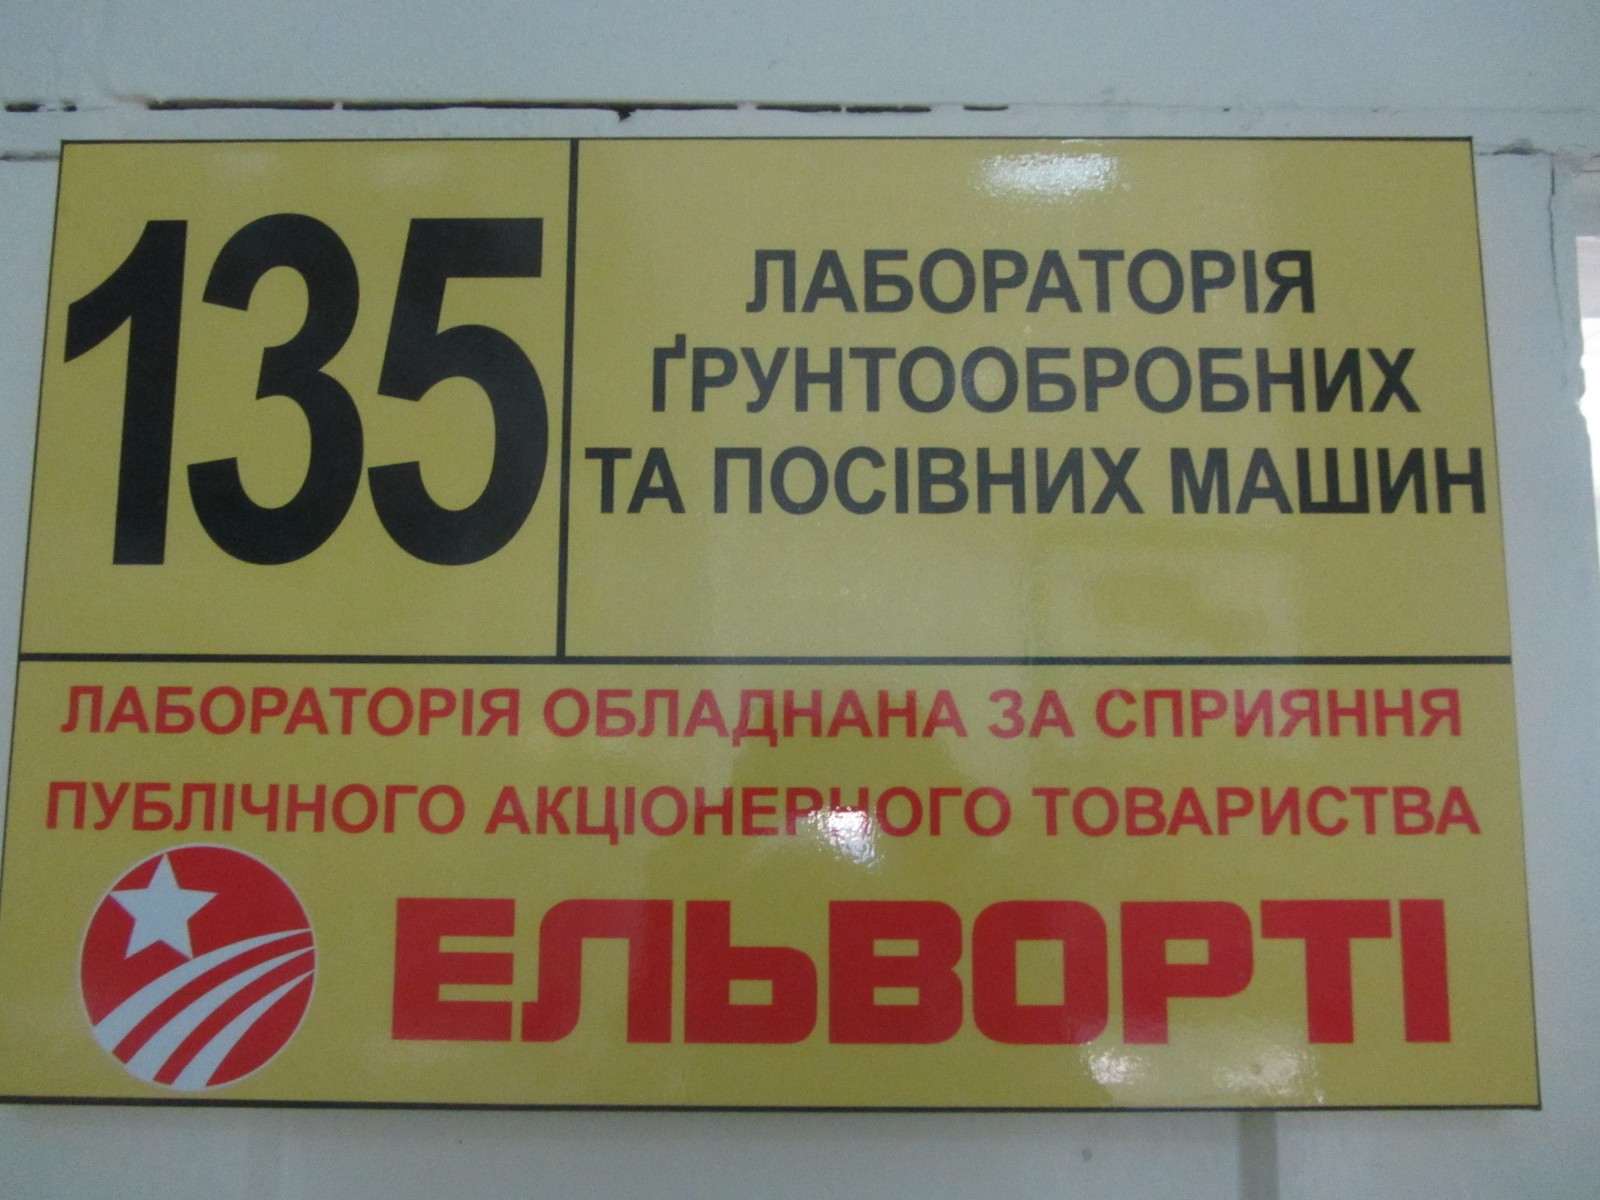 135
ЛАБОРАТОРІЯ
ҐРУНТООБРОБНИХ
ТА ПОСІВНИХ МАШИН
ЛАБОРАТОРІЯ ОБЛАДНАНА ЗА СПРИЯННЯ
ПУБЛІЧНОГО АКЦІОНЕРНОГО ТОВАРИСТВА
ЕЛЬВОРТІ